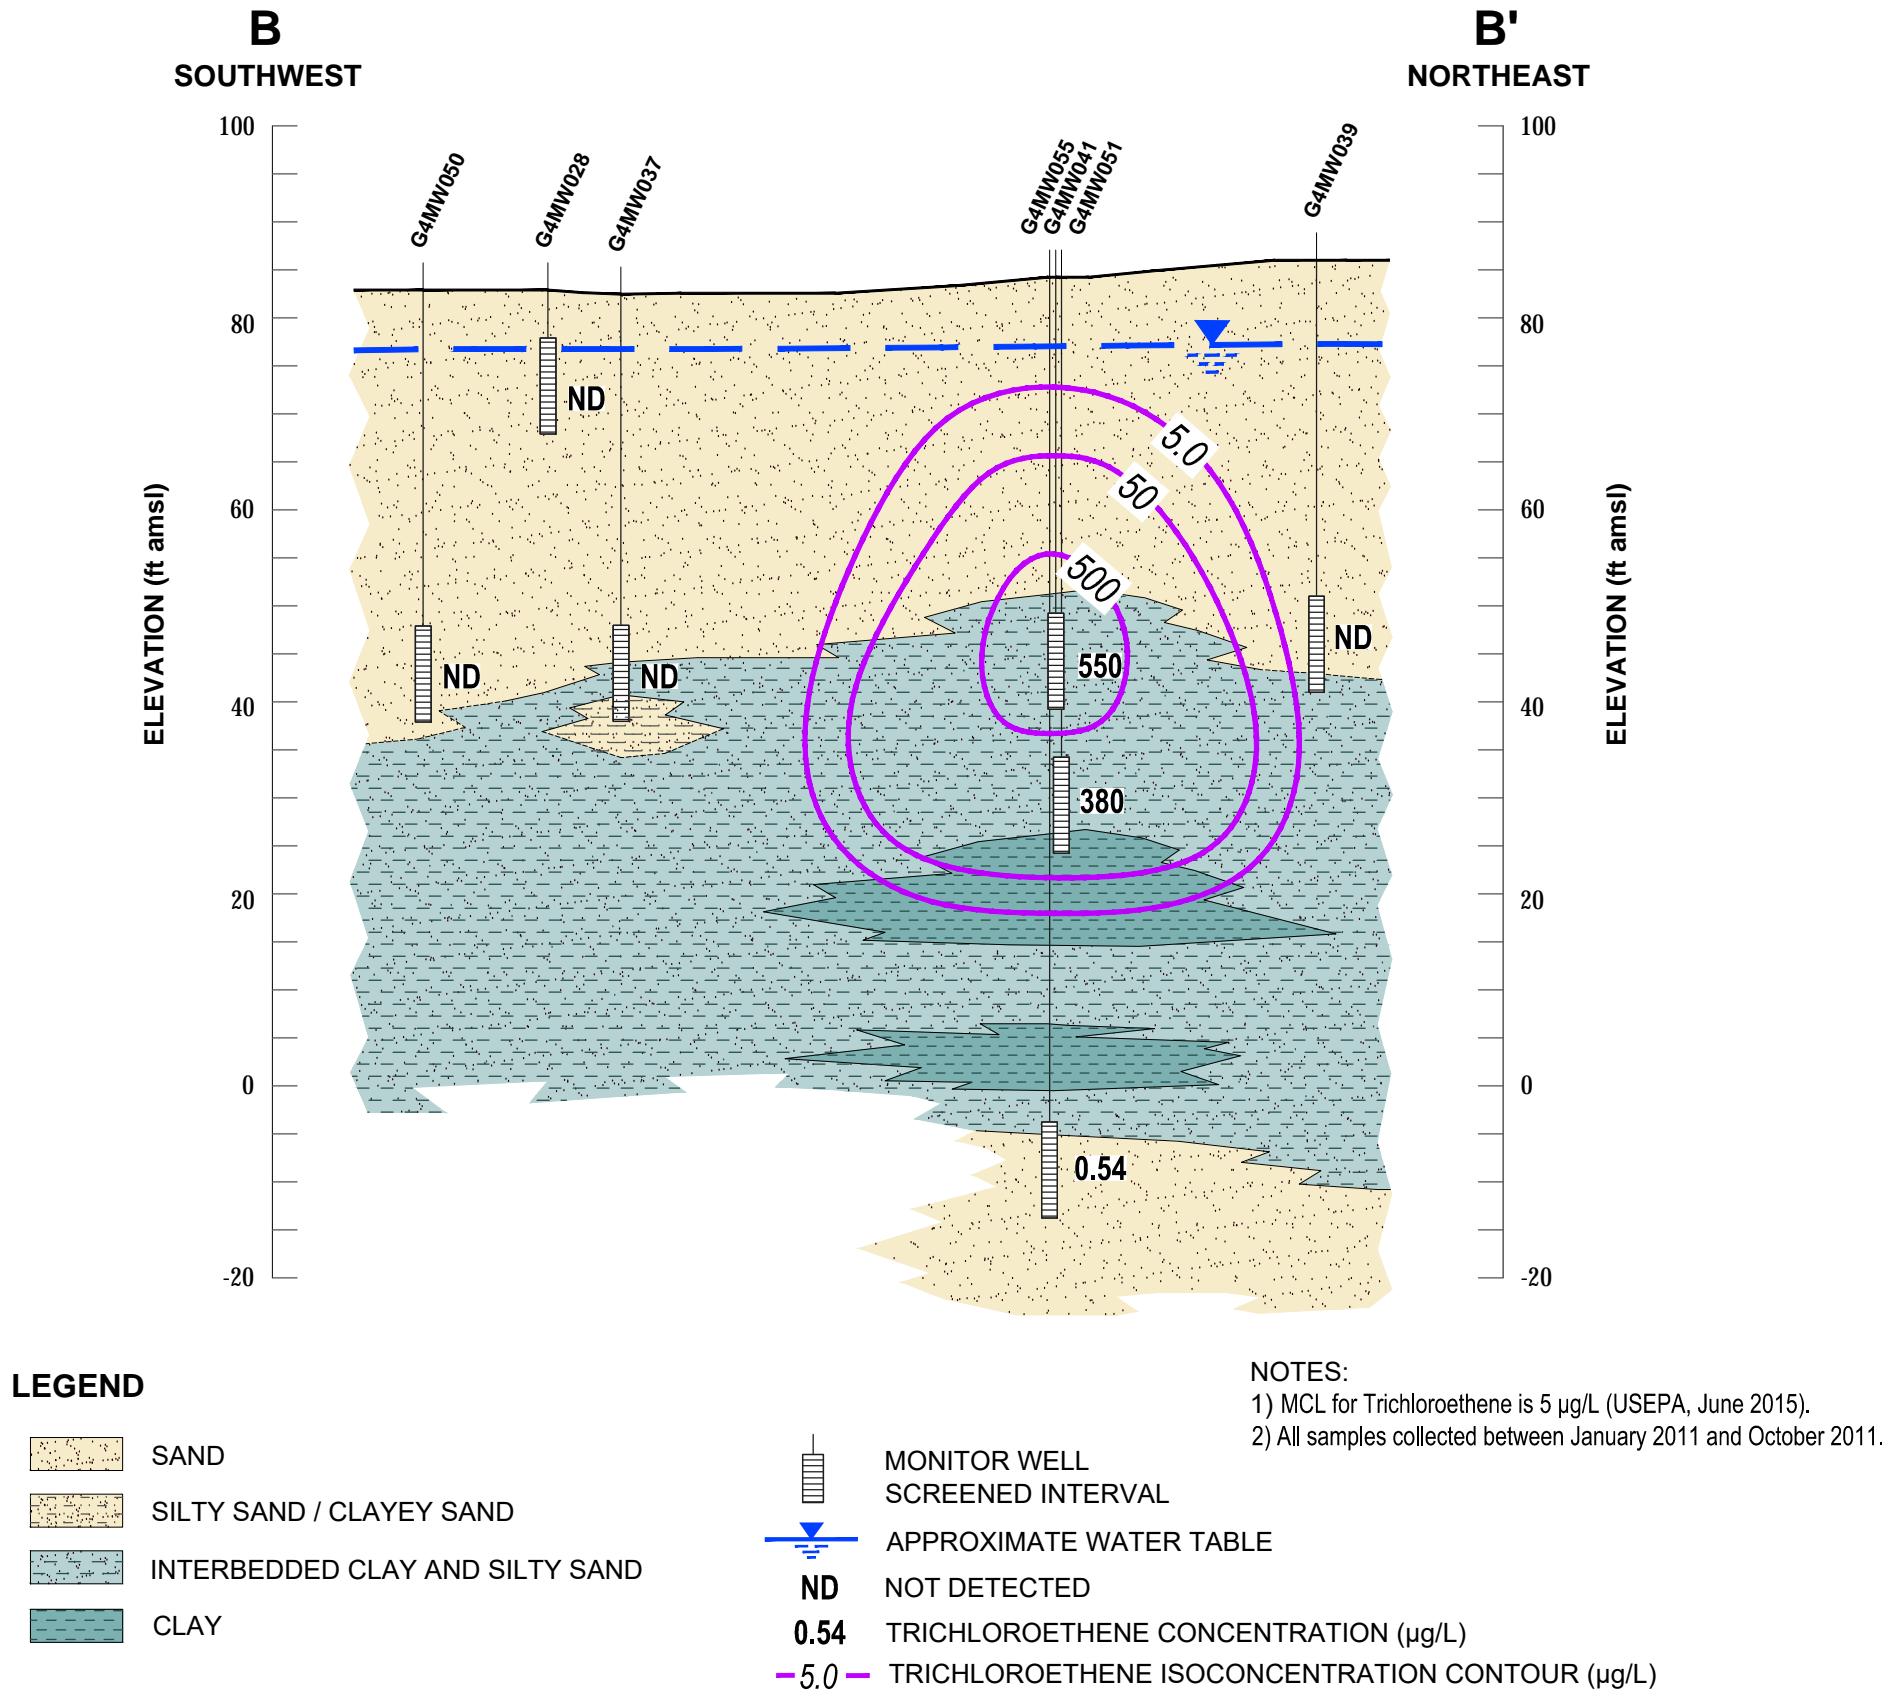 B
B'
SOUTHWEST
NORTHEAST
100
80
60
40
20
0
-20
ELEVATION (ft amsl)
G4MW050
G4MW028
G4MW037
G4MW055
G4MW041
G4MW051
G4MW039
ND
ND
ND
ND
5.0
50
500
550
380
0.54
100
80
60
40
20
0
-20
ELEVATION (ft amsl)
LEGEND
SAND
SILTY SAND / CLAYEY SAND
INTERBEDDED CLAY AND SILTY SAND
CLAY
MONITOR WELL
SCREENED INTERVAL
APPROXIMATE WATER TABLE
ND NOT DETECTED
0.54 TRICHLOROETHENE CONCENTRATION (µg/L)
5.0 TRICHLOROETHENE ISOCONCENTRATION CONTOUR (µg/L)
NOTES:
1) MCL for Trichloroethene is 5 µg/L (USEPA, June 2015).
2) All samples collected between January 2011 and October 2011.